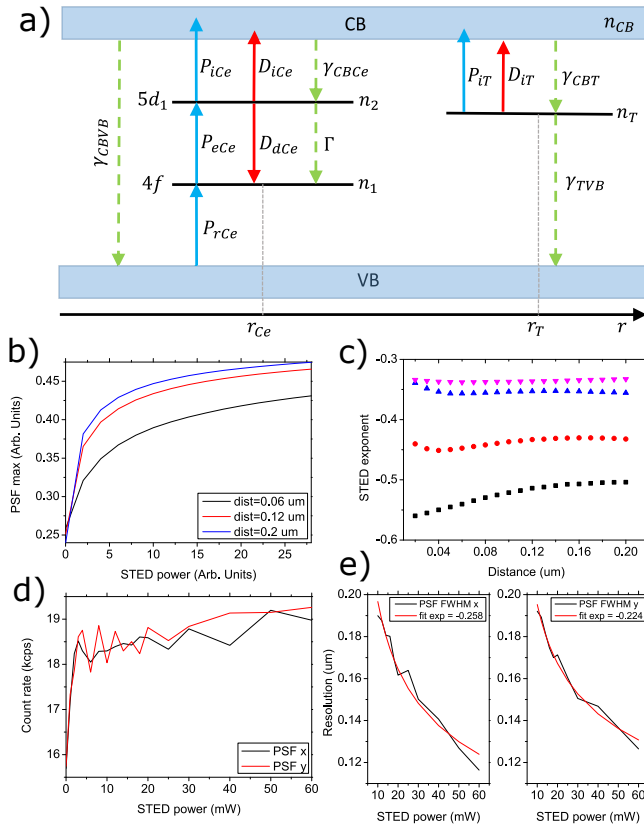 a)
CB
n_CB
P_iCe
D_iCe
γ_CBCe
P_iT
D_iT
γ_CBT
5d₁
n₂
n_T
γ_CBVB
P_eCe
D_dCe
Γ
4f
n₁
γ_TVB
P_rCe
VB
r_Ce
r_T
r
b)
PSF max (Arb. Units)
0.45
0.40
0.35
0.30
0.25
dist=0.06 um
dist=0.12 um
dist=0.2 um
0 5 10 15 20 25
STED power (Arb. Units)
c)
STED exponent
-0.3
-0.4
-0.5
-0.6
0.04 0.08 0.12 0.16 0.20
Distance (um)
d)
Count rate (kcps)
19
18
17
16
15
PSF x
PSF y
0 10 20 30 40 50 60
STED power (mW)
e)
Resolution (um)
0.20
0.18
0.16
0.14
0.12
PSF FWHM x
fit exp = -0.258
10 20 30 40 50 60
STED power (mW)
0.20
0.18
0.16
0.14
0.12
PSF FWHM y
fit exp = -0.224
10 20 30 40 50 60
STED power (mW)